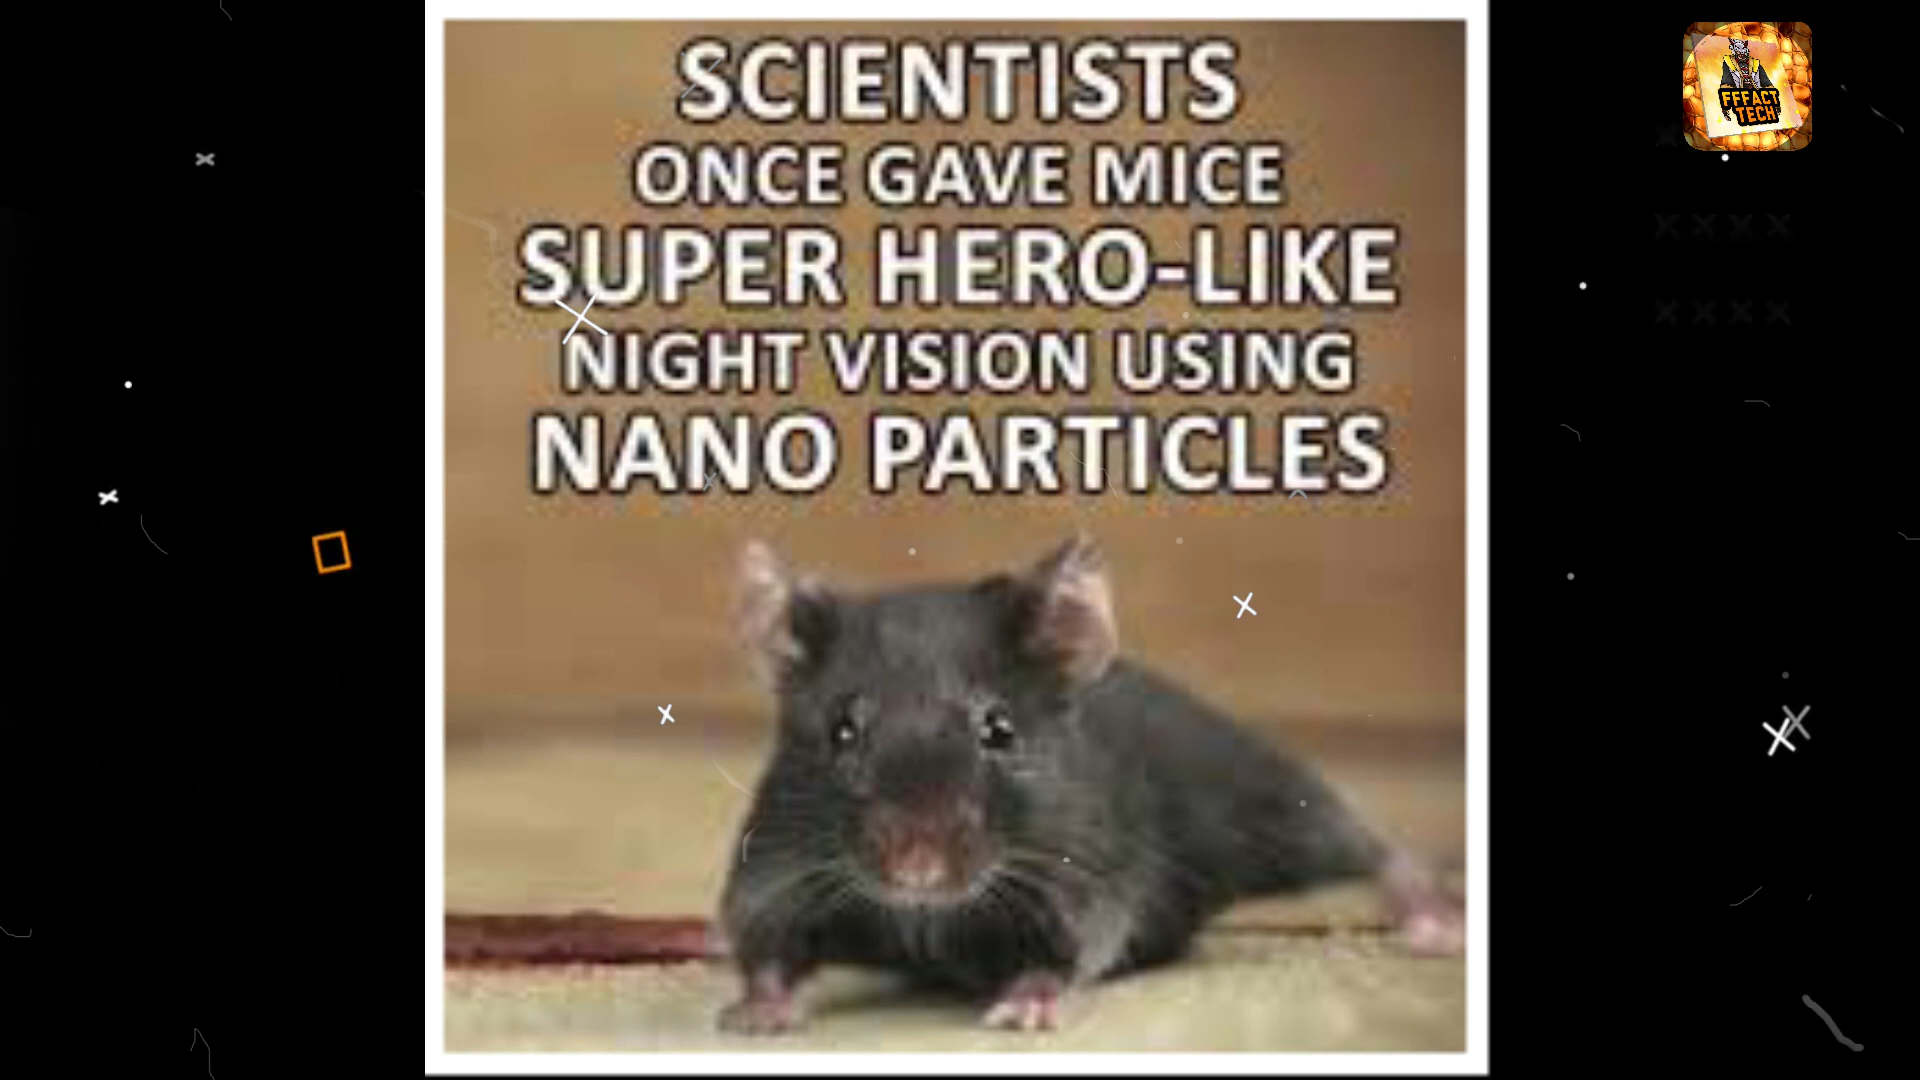 SCIENTISTS
ONCE GAVE MICE
SUPER HERO-LIKE
NIGHT VISION USING
NANO PARTICLES
FFFACT
TECH